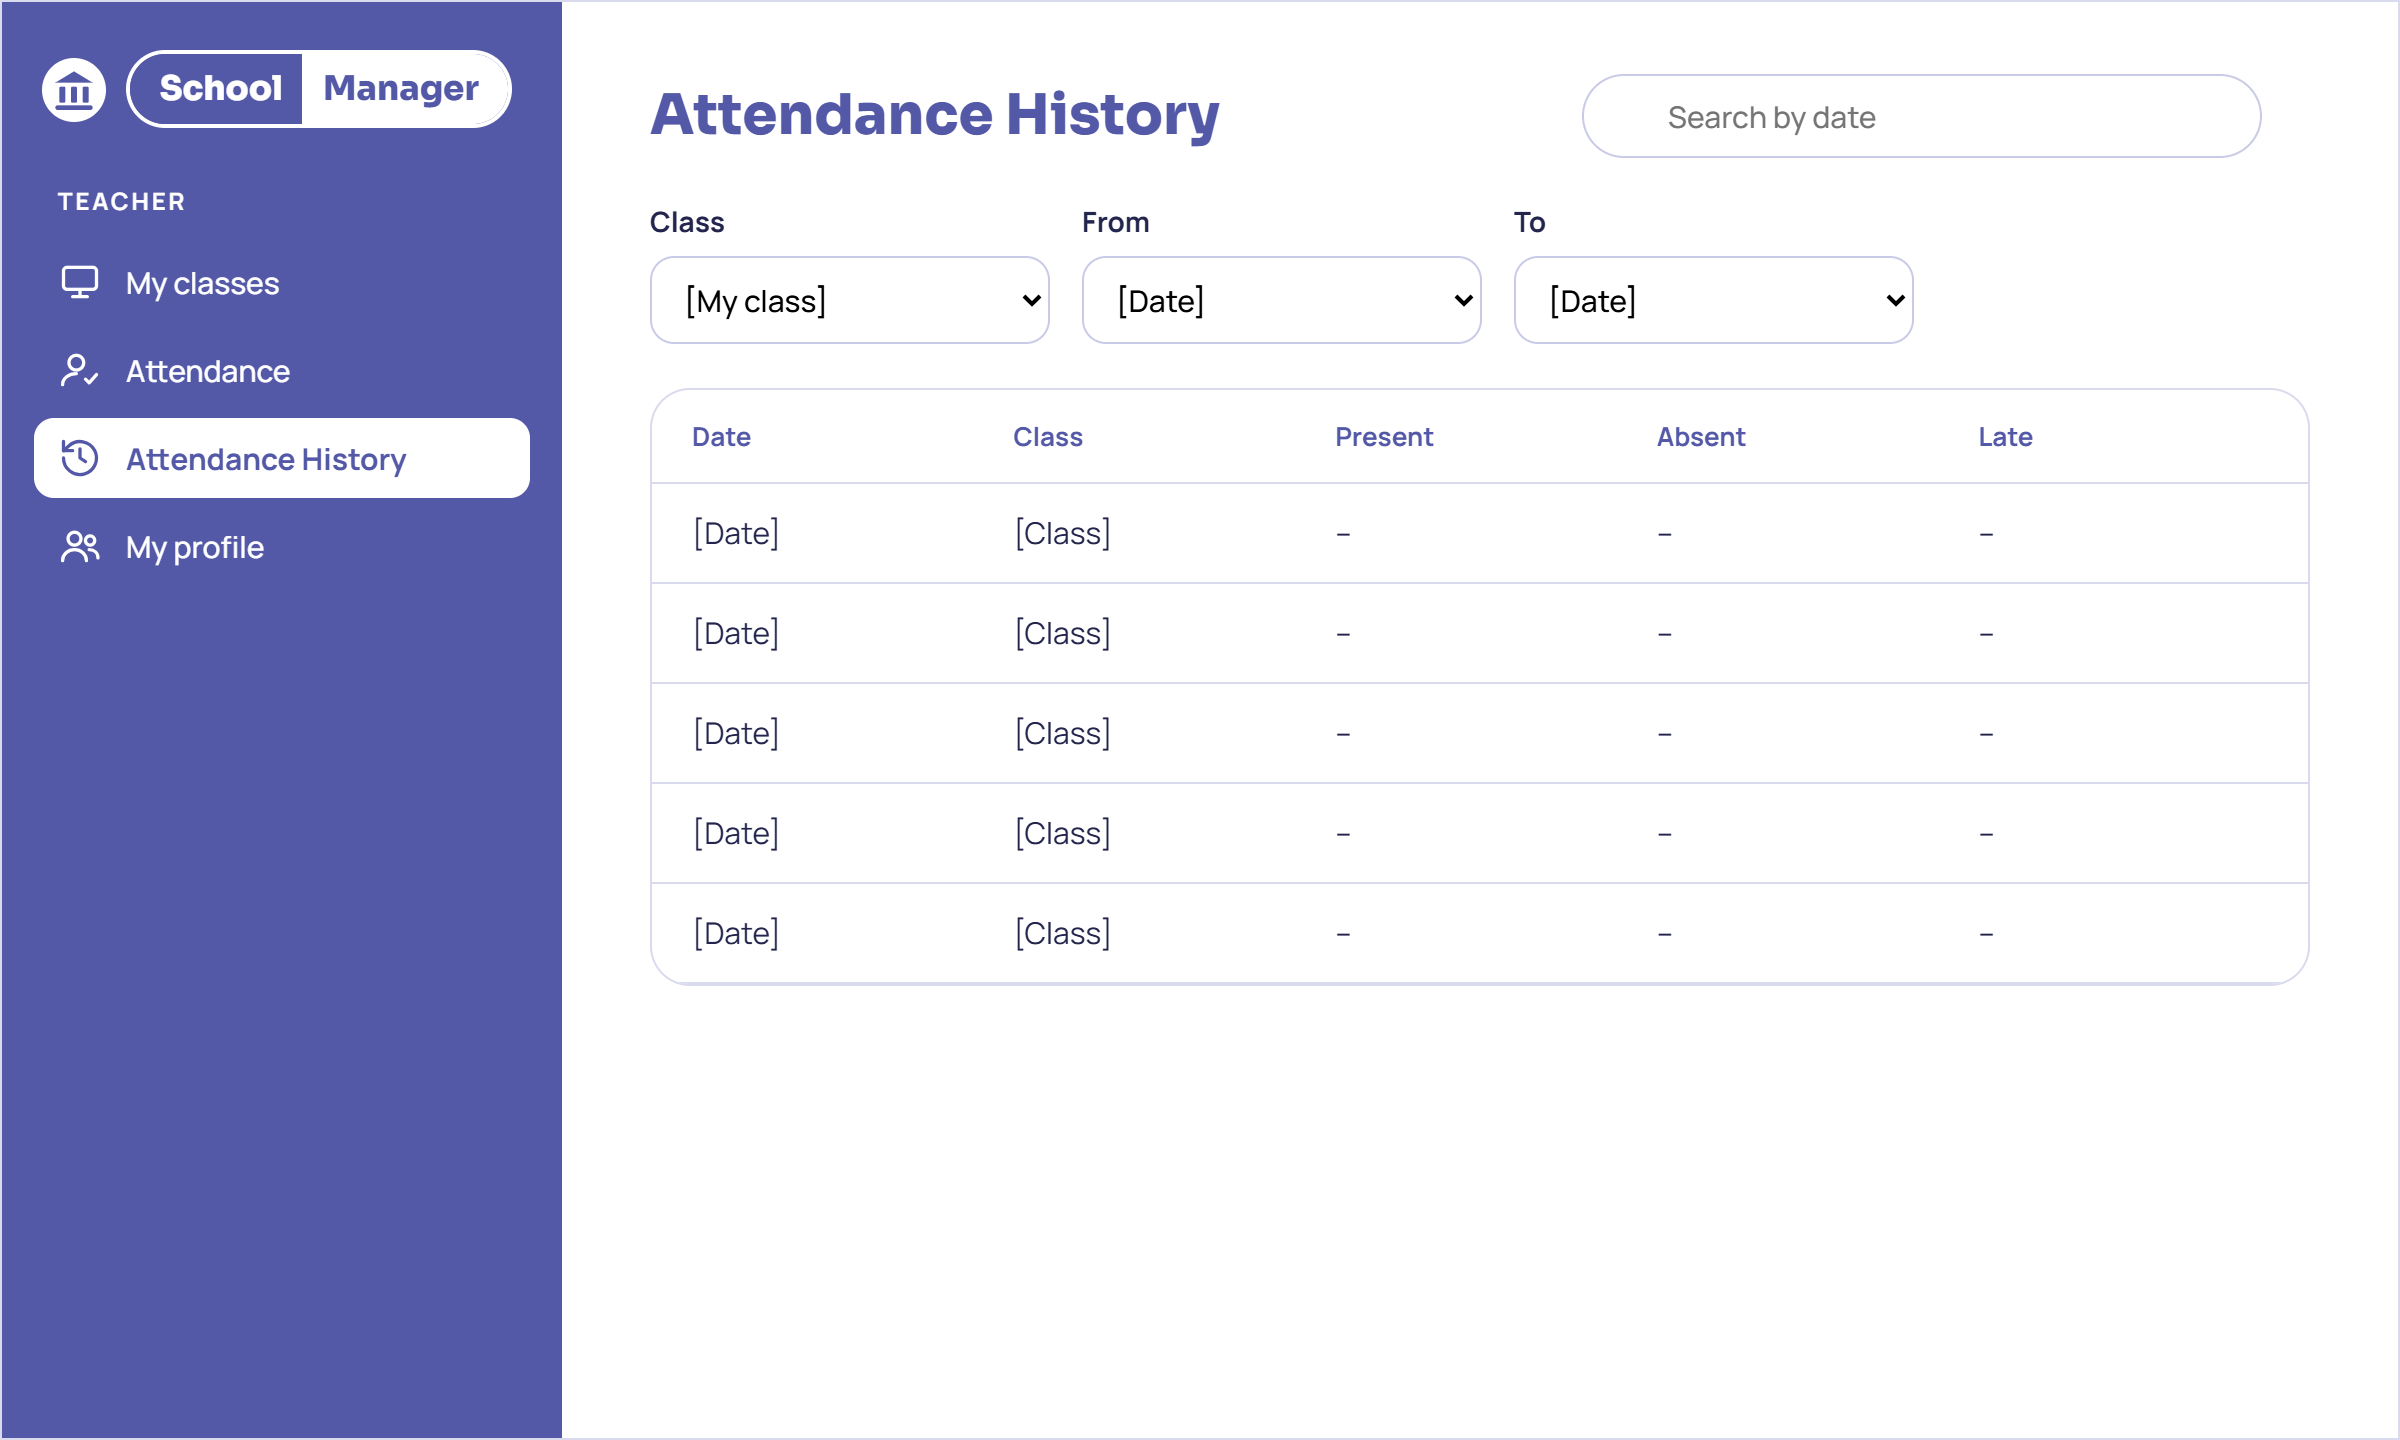 School Manager
TEACHER
My classes
Attendance
Attendance History
My profile
Attendance History
Search by date
Class From To
[My class] [Date] [Date]
Date Class Present Absent Late
[Date] [Class] – – –
[Date] [Class] – – –
[Date] [Class] – – –
[Date] [Class] – – –
[Date] [Class] – – –